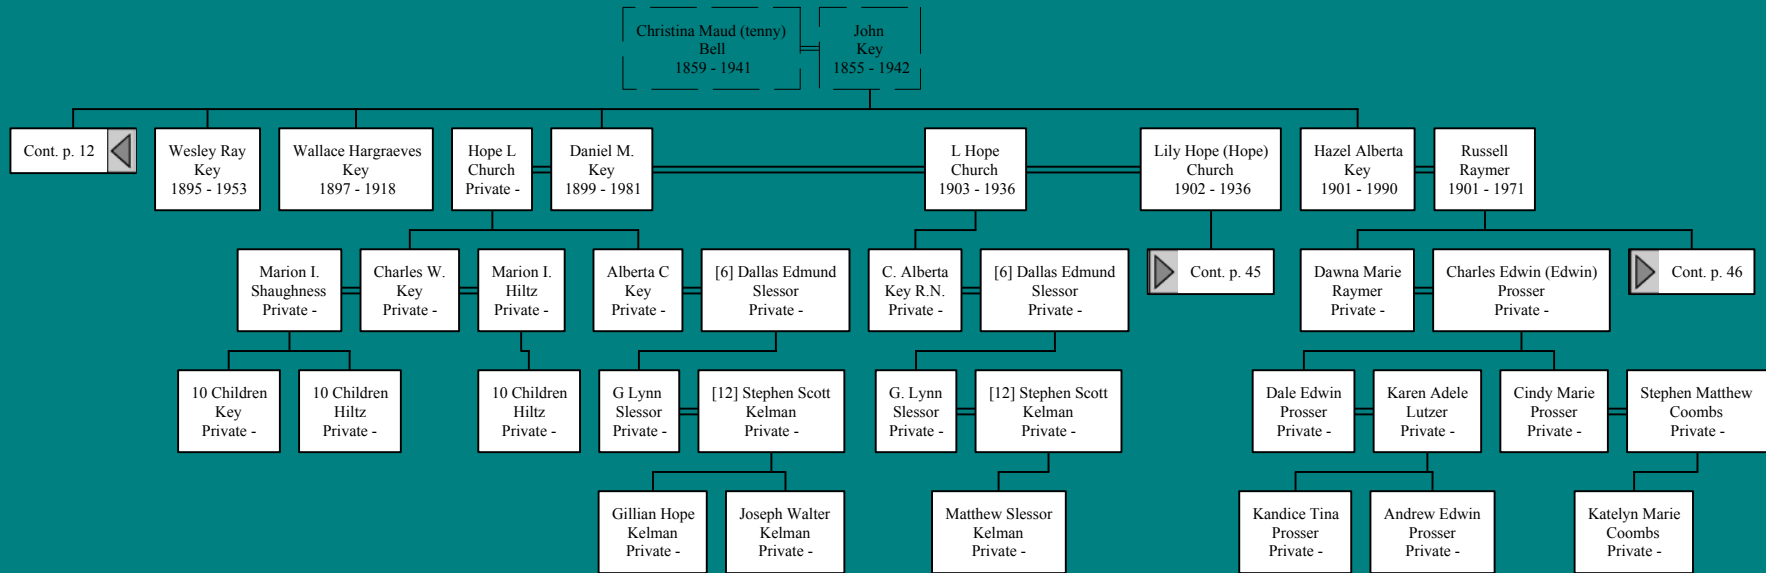 Christina Maud (tenny)
Bell
1859 - 1941
John
Key
1855 - 1942
Cont. p. 12
Wesley Ray
Key
1895 - 1953
Wallace Hargraeves
Key
1897 - 1918
Hope L
Church
Private -
Daniel M.
Key
1899 - 1981
L Hope
Church
1903 - 1936
Lily Hope (Hope)
Church
1902 - 1936
Hazel Alberta
Key
1901 - 1990
Russell
Raymer
1901 - 1971
Marion I.
Shaughness
Private -
Charles W.
Key
Private -
Marion I.
Hiltz
Private -
Alberta C
Key
Private -
[6] Dallas Edmund
Slessor
Private -
C. Alberta
Key R.N.
Private -
[6] Dallas Edmund
Slessor
Private -
Cont. p. 45
Dawna Marie
Raymer
Private -
Charles Edwin (Edwin)
Prosser
Private -
Cont. p. 46
10 Children
Key
Private -
10 Children
Hiltz
Private -
10 Children
Hiltz
Private -
G Lynn
Slessor
Private -
[12] Stephen Scott
Kelman
Private -
G. Lynn
Slessor
Private -
[12] Stephen Scott
Kelman
Private -
Dale Edwin
Prosser
Private -
Karen Adele
Lutzer
Private -
Cindy Marie
Prosser
Private -
Stephen Matthew
Coombs
Private -
Gillian Hope
Kelman
Private -
Joseph Walter
Kelman
Private -
Matthew Slessor
Kelman
Private -
Kandice Tina
Prosser
Private -
Andrew Edwin
Prosser
Private -
Katelyn Marie
Coombs
Private -